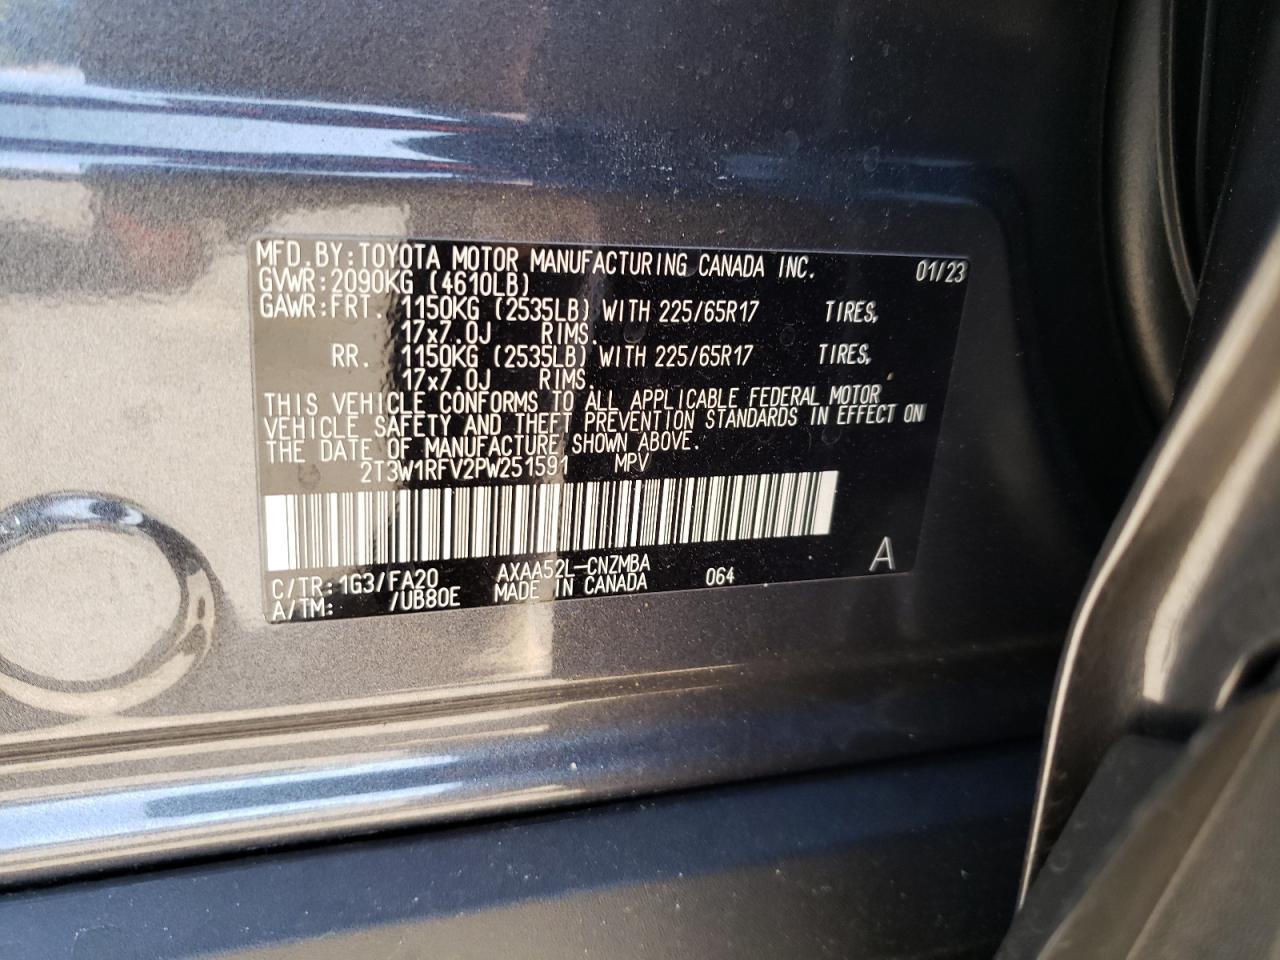 MFD.BY:TOYOTA MOTOR MANUFACTURING CANADA INC. 01/23
GVWR:2090KG (4610LB)
GAWR:FRT. 1150KG (2535LB) WITH 225/65R17 TIRES,
17x7.0J RIMS.
RR. 1150KG (2535LB) WITH 225/65R17 TIRES,
17x7.0J RIMS.
THIS VEHICLE CONFORMS TO ALL APPLICABLE FEDERAL MOTOR
VEHICLE SAFETY AND THEFT PREVENTION STANDARDS IN EFFECT ON
THE DATE OF MANUFACTURE SHOWN ABOVE.
2T3W1RFV2PW251591 MPV
C/TR:1G3/FA20 AXAA52L-CNZMBA 064 A
A/TM: /UB80E MADE IN CANADA